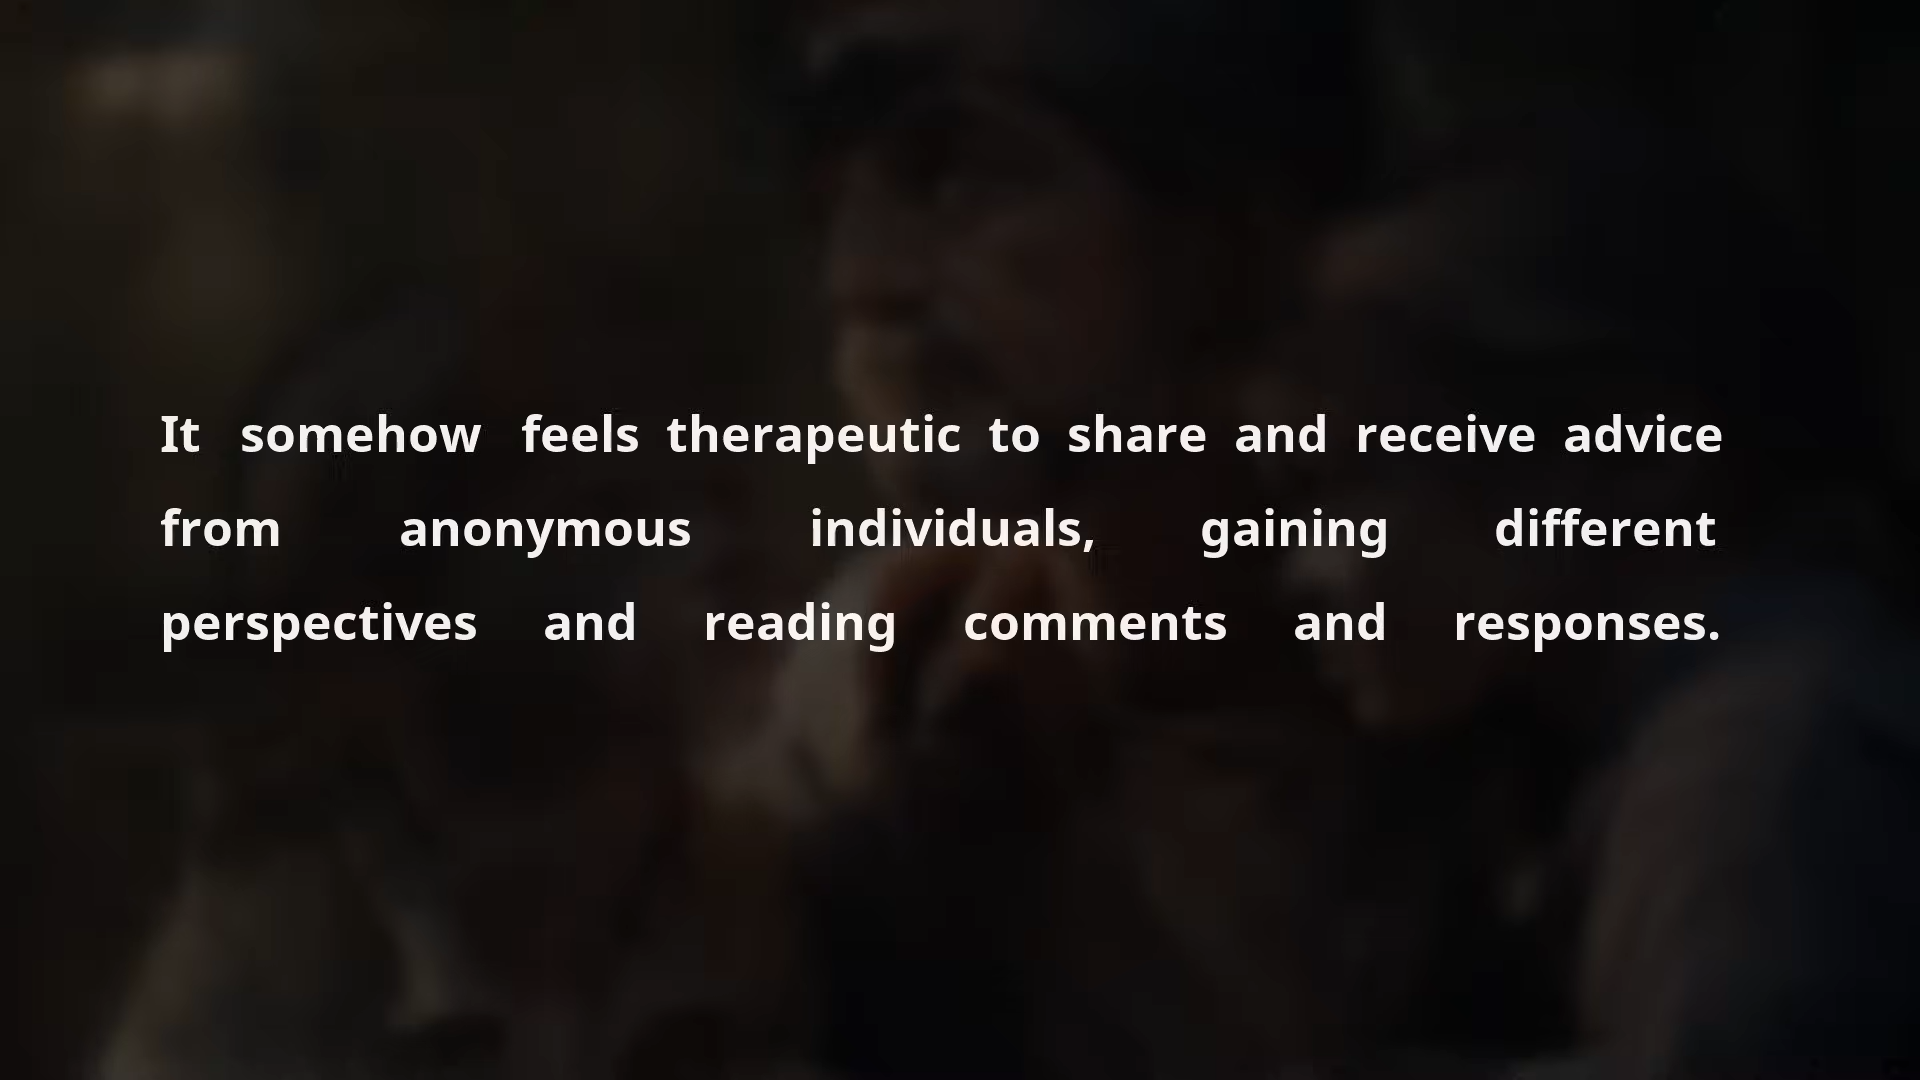 It somehow feels therapeutic to share and receive advice
from anonymous individuals, gaining different
perspectives and reading comments and responses.